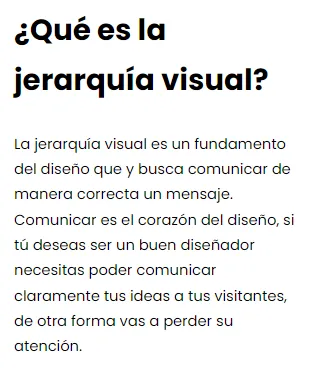 ¿Qué es la
jerarquía visual?
La jerarquía visual es un fundamento
del diseño que y busca comunicar de
manera correcta un mensaje.
Comunicar es el corazón del diseño, si
tú deseas ser un buen diseñador
necesitas poder comunicar
claramente tus ideas a tus visitantes,
de otra forma vas a perder su
atención.